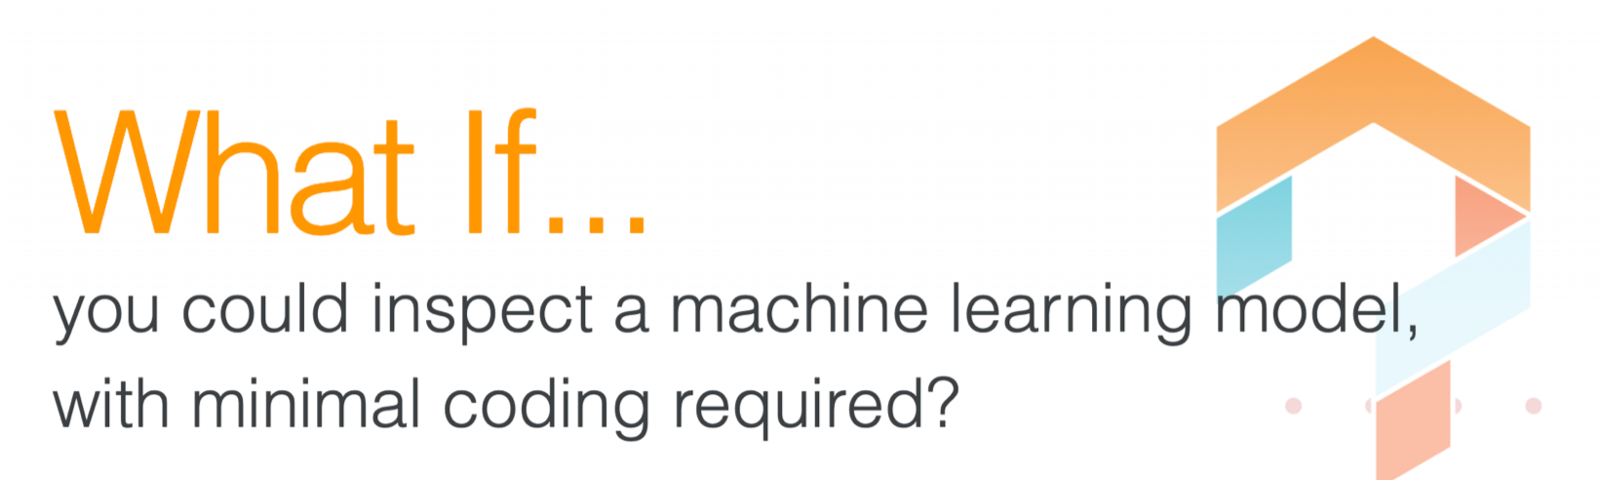 What If...
you could inspect a machine learning model,
with minimal coding required?